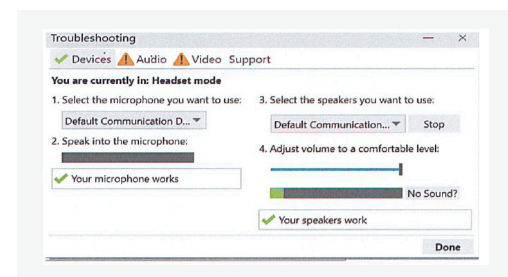 Troubleshooting
Devices Audio Video Support
You are currently in: Headset mode
1. Select the microphone you want to use:
Default Communication D...
2. Speak into the microphone:
Your microphone works
3. Select the speakers you want to use:
Default Communication... Stop
4. Adjust volume to a comfortable level:
No Sound?
Your speakers work
Done